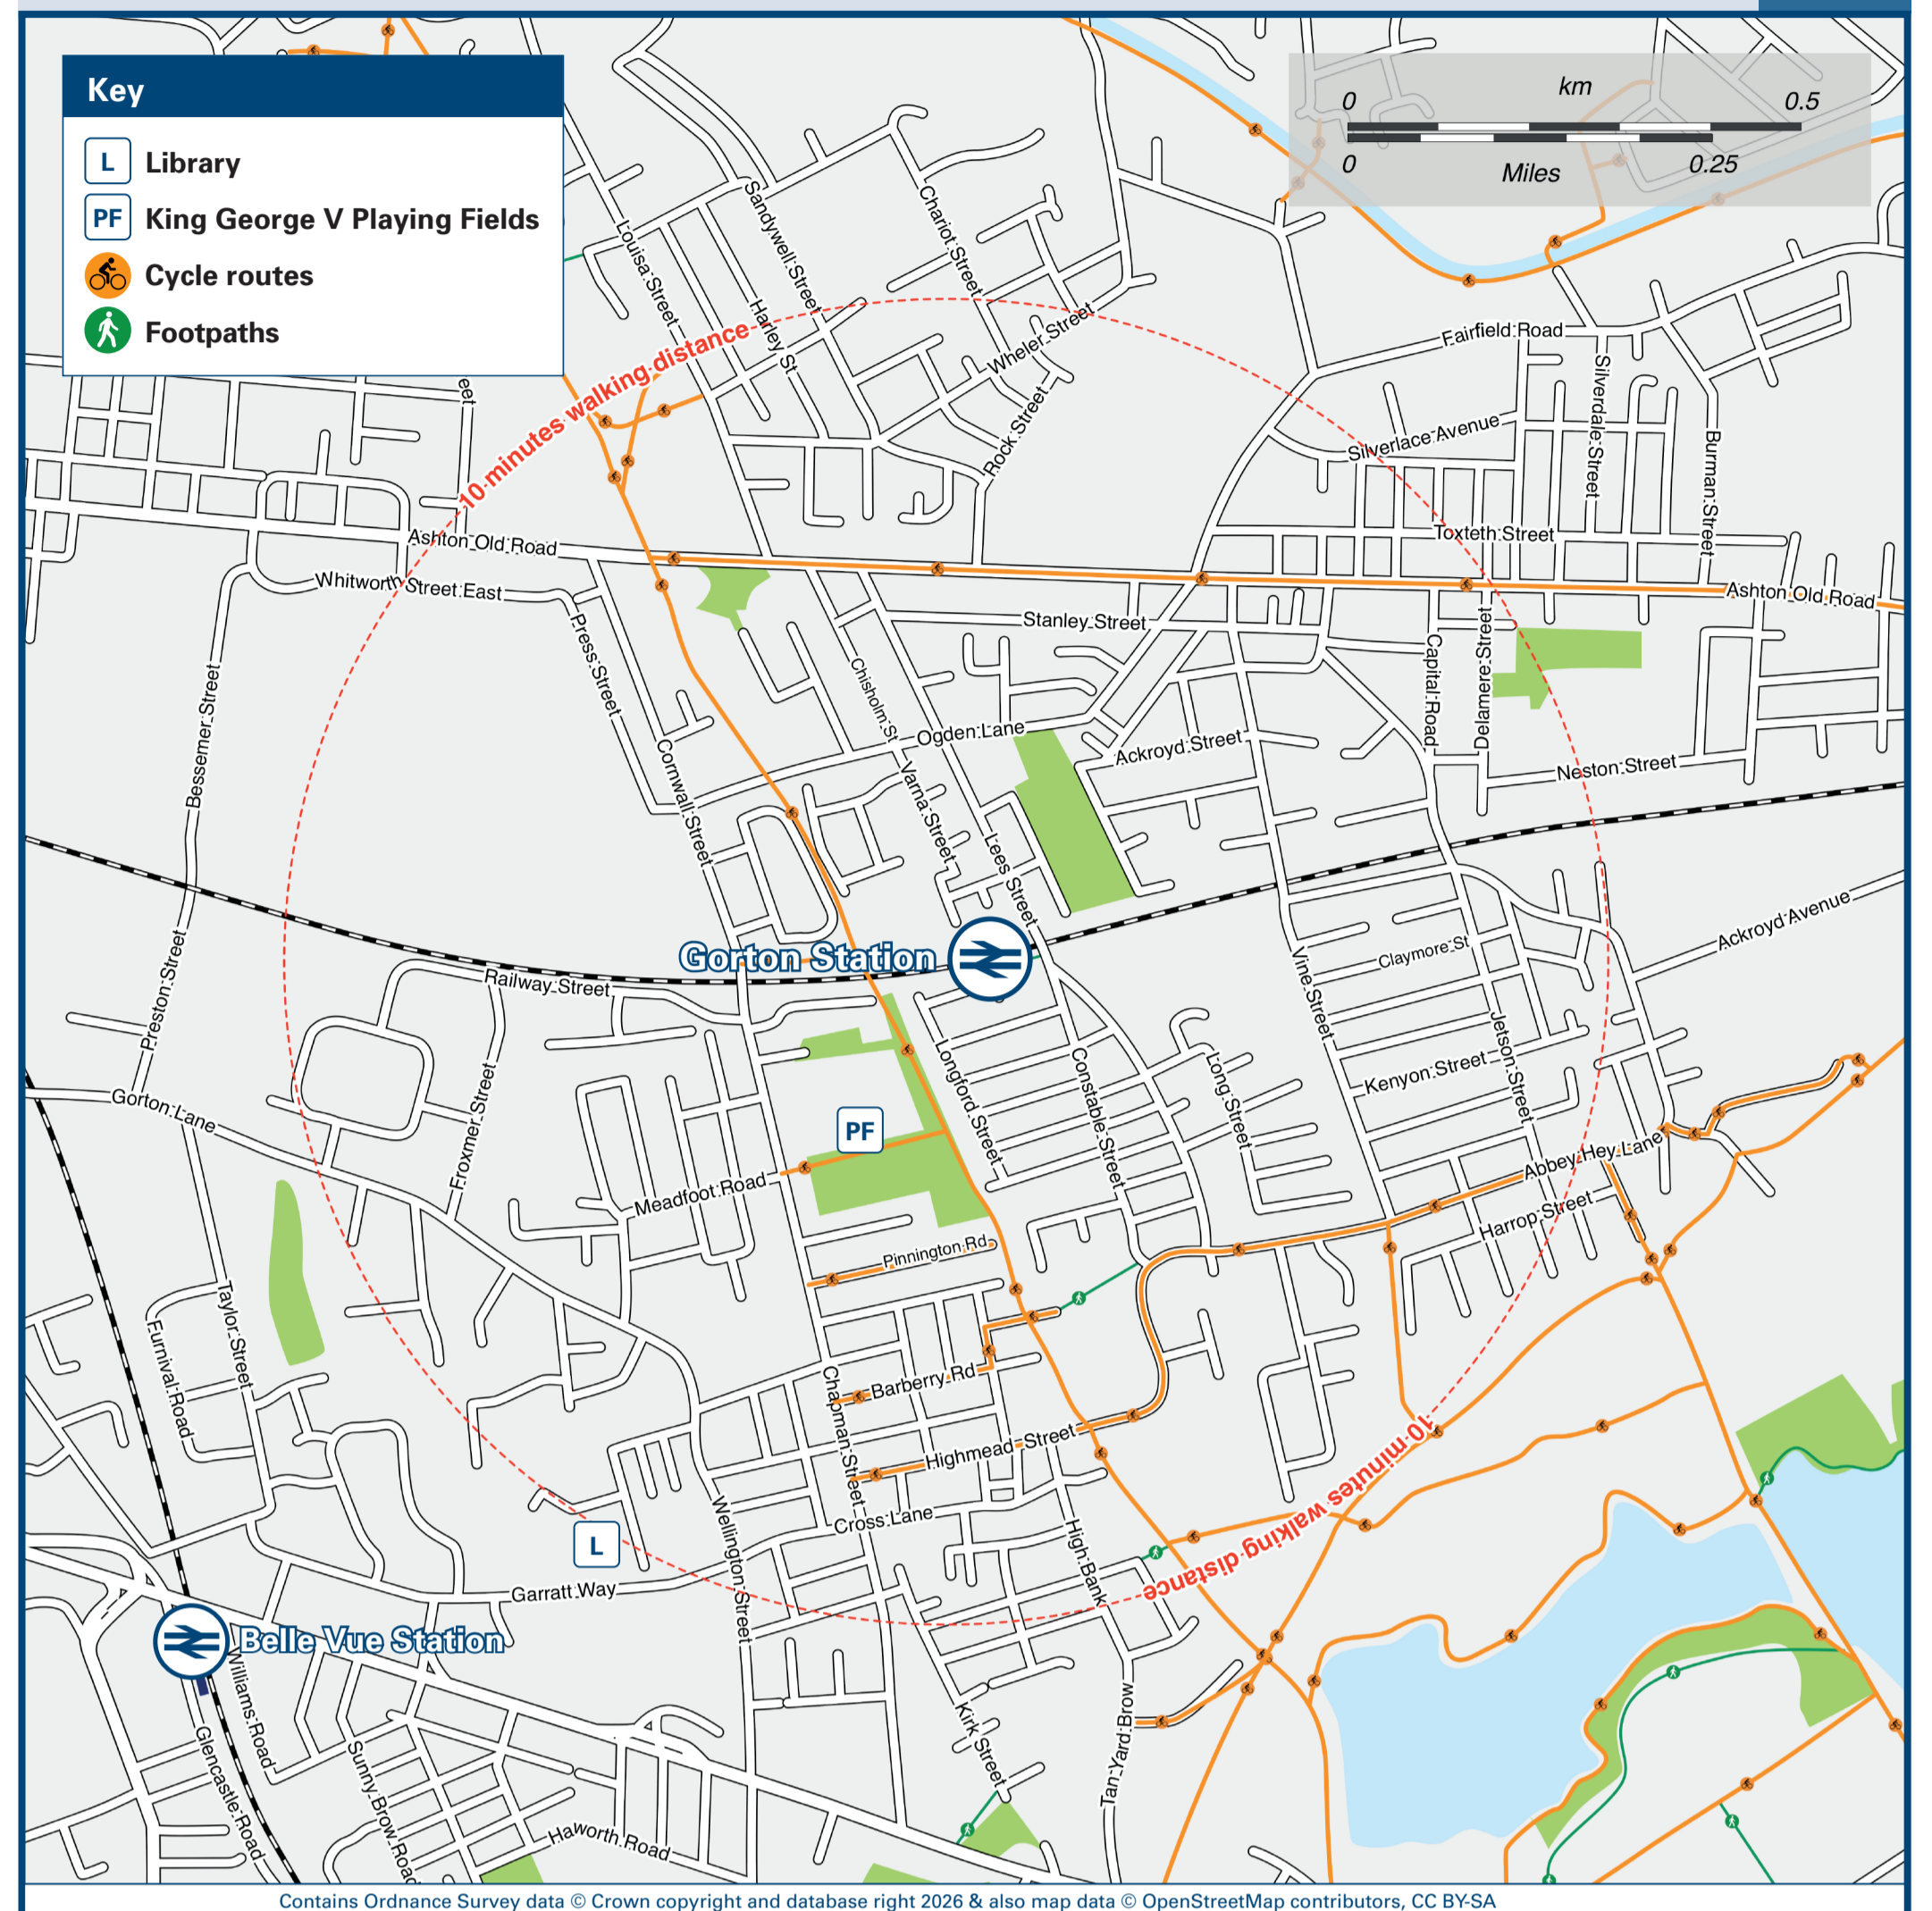 Key
L Library
PF King George V Playing Fields
Cycle routes
Footpaths
km
0 0.5
0 0.25
Miles
10 minutes walking distance
Louisa Street
Sandywell Street
Harley St
Chariot Street
Wheler Street
Rock Street
Fairfield Road
Silverlace Avenue
Silverdale Street
Burman Street
Toxteth Street
eet
Ashton Old Road
Ashton Old Road
Whitworth Street East
Press Street
Stanley Street
Capital Road
Delamere Street
Bessemer Street
Chisholm St
Ogden Lane
Ackroyd Street
Neston Street
Cornwall Street
Varna Street
Lees Street
Gorton Station
Railway Street
Preston Street
Vine Street
Claymore St
Ackroyd Avenue
Jetson Street
Kenyon Street
Gorton Lane
Froxmer Street
PF
Longford Street
Constable Street
Long Street
Meadfoot Road
Abbey Hey Lane
Harrop Street
Pinnington Rd
Taylor Street
Furnival Road
Chapman Street
Barberry Rd
Highmead Street
Cross Lane
Wellington Street
High Bank
L
Garratt Way
10 minutes walking distance
Belle Vue Station
Williams Road
Glencastle Road
Sunny Brow Road
Kirk Street
Tan Yard Brow
Haworth Road
Contains Ordnance Survey data © Crown copyright and database right 2026 & also map data © OpenStreetMap contributors, CC BY-SA